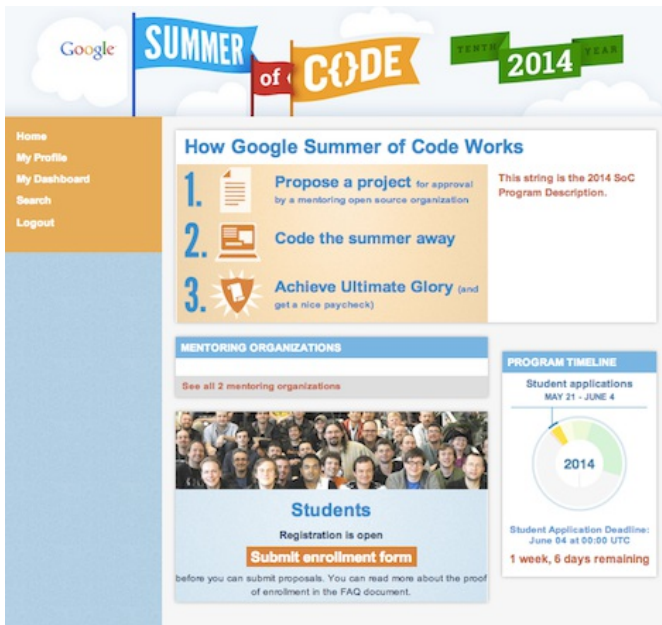 Google
SUMMER
of
C{}DE
TENTH
2014
YEAR
Home
My Profile
My Dashboard
Search
Logout
How Google Summer of Code Works
1.
Propose a project for approval
by a mentoring open source organization
2.
Code the summer away
3.
Achieve Ultimate Glory (and
get a nice paycheck)
This string is the 2014 SoC
Program Description.
MENTORING ORGANIZATIONS
See all 2 mentoring organizations
Students
Registration is open
Submit enrollment form
before you can submit proposals. You can read more about the proof
of enrollment in the FAQ document.
PROGRAM TIMELINE
Student applications
MAY 21 - JUNE 4
2014
Student Application Deadline:
June 04 at 00:00 UTC
1 week, 6 days remaining